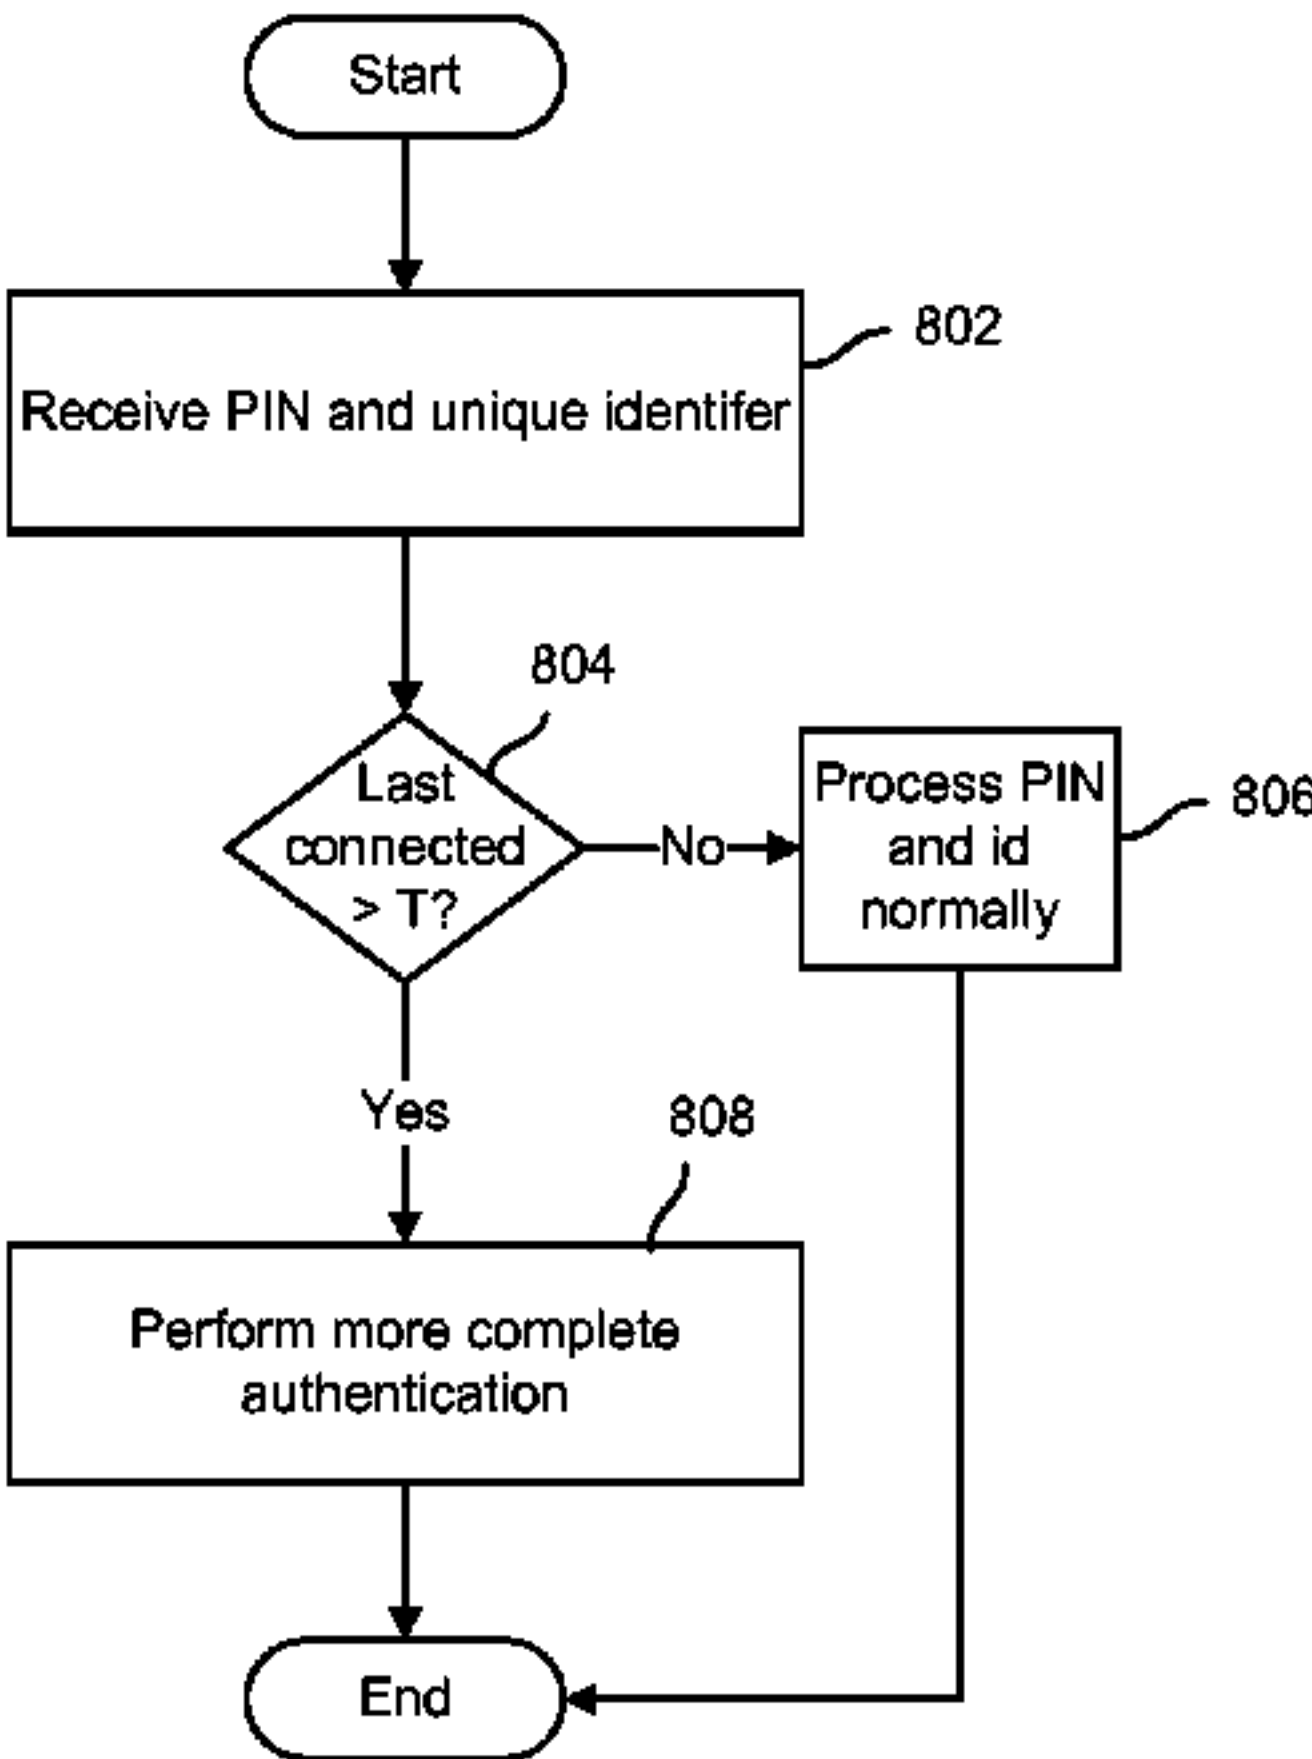 Start
802
Receive PIN and unique identifer
804
Last
connected
> T?
No
Process PIN
and id
normally
806
Yes
808
Perform more complete
authentication
End